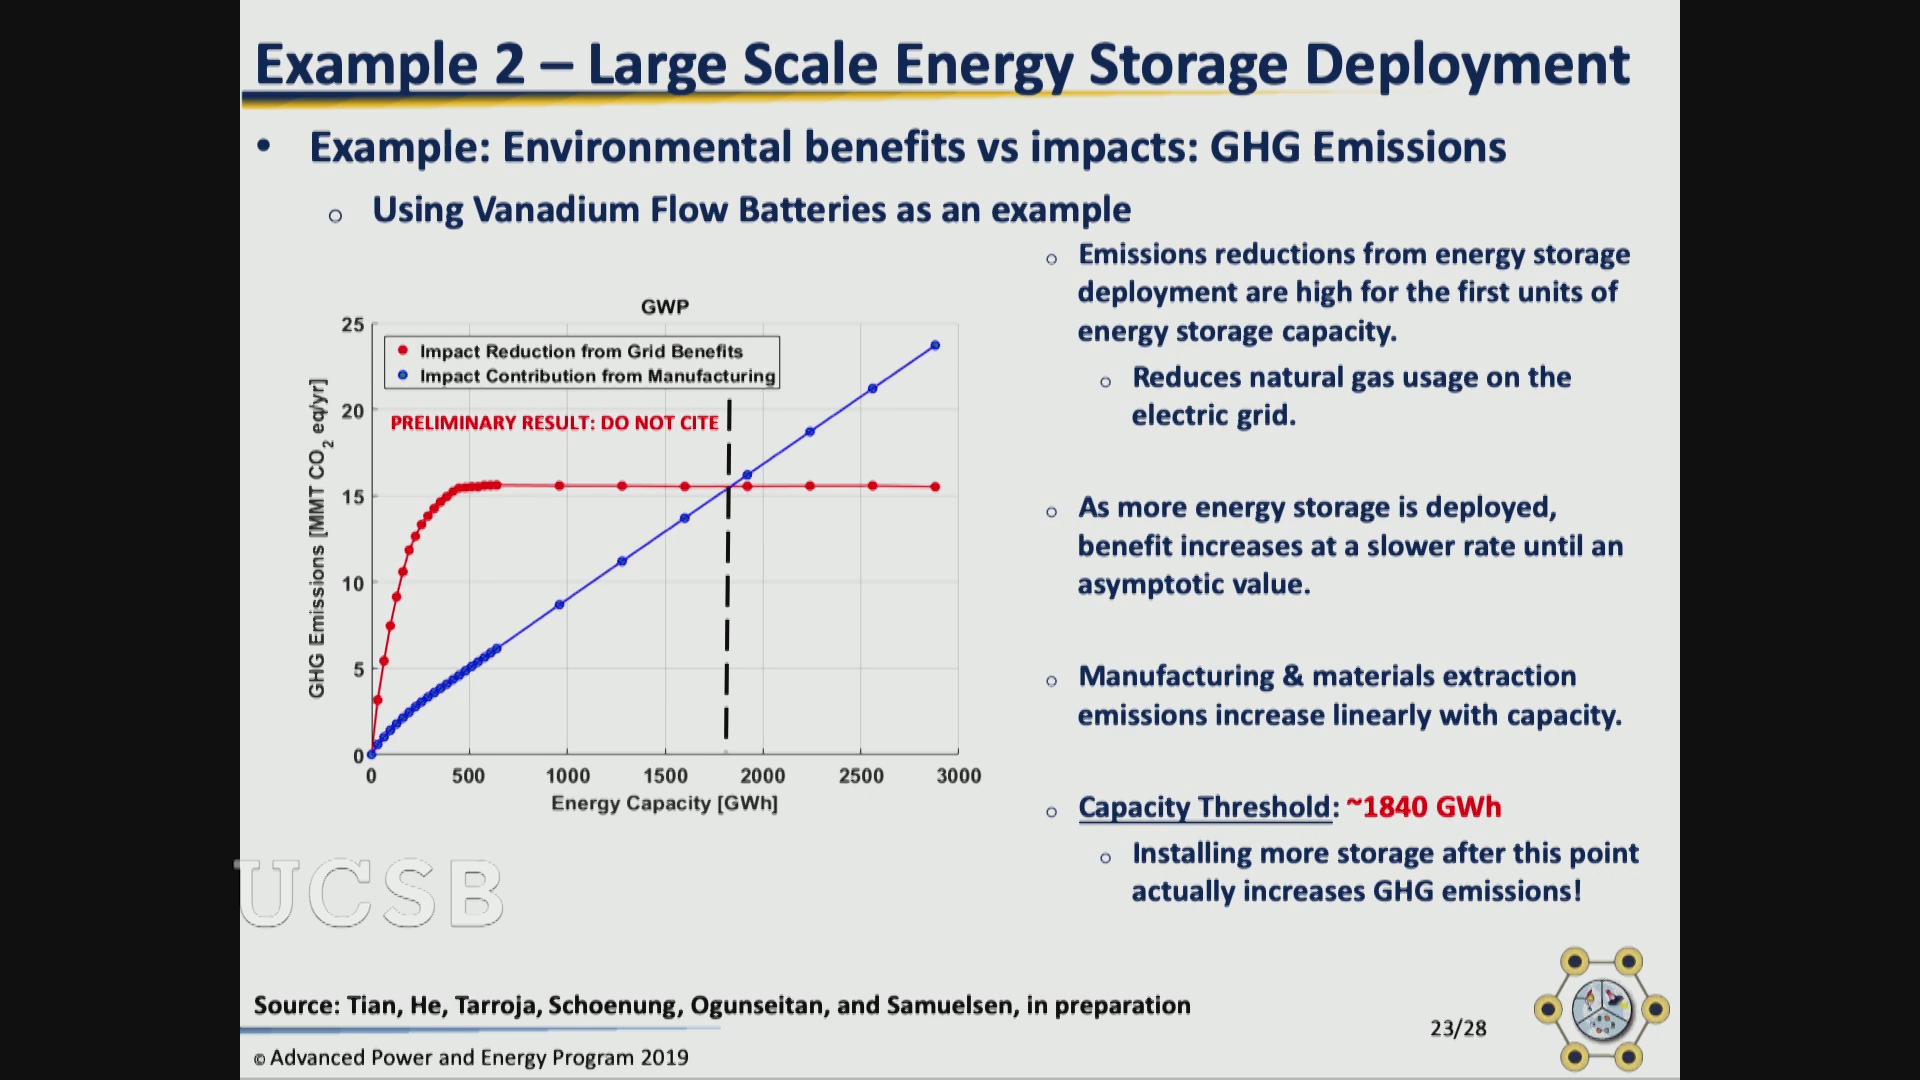 Example 2 – Large Scale Energy Storage Deployment
• Example: Environmental benefits vs impacts: GHG Emissions
○ Using Vanadium Flow Batteries as an example
GWP
25
20
15
10
5
0
GHG Emissions [MMT CO2 eq/yr]
Impact Reduction from Grid Benefits
Impact Contribution from Manufacturing
PRELIMINARY RESULT: DO NOT CITE
0 500 1000 1500 2000 2500 3000
Energy Capacity [GWh]
○ Emissions reductions from energy storage
deployment are high for the first units of
energy storage capacity.
○ Reduces natural gas usage on the
electric grid.
○ As more energy storage is deployed,
benefit increases at a slower rate until an
asymptotic value.
○ Manufacturing & materials extraction
emissions increase linearly with capacity.
○ Capacity Threshold: ~1840 GWh
○ Installing more storage after this point
actually increases GHG emissions!
UCSB
Source: Tian, He, Tarroja, Schoenung, Ogunseitan, and Samuelsen, in preparation
23/28
© Advanced Power and Energy Program 2019